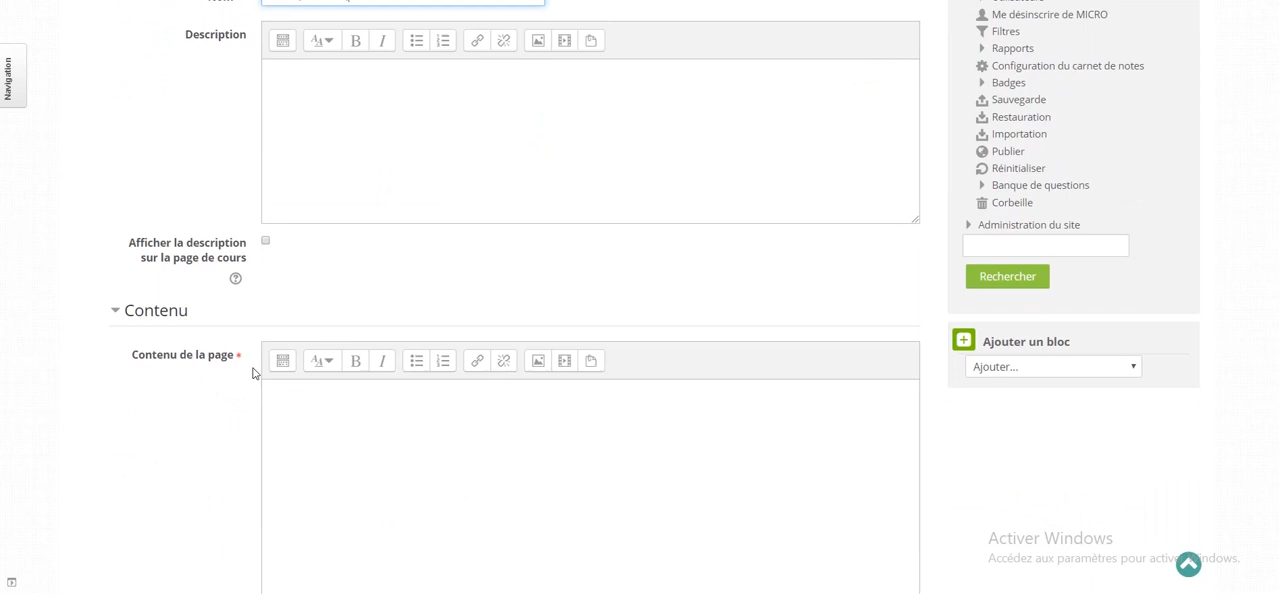 Description
Afficher la description
sur la page de cours
Contenu
Contenu de la page *
Navigation
Me désinscrire de MICRO
Filtres
Rapports
Configuration du carnet de notes
Badges
Sauvegarde
Restauration
Importation
Publier
Réinitialiser
Banque de questions
Corbeille
Administration du site
Rechercher
Ajouter un bloc
Ajouter...
Activer Windows
Accédez aux paramètres pour activer Windows.